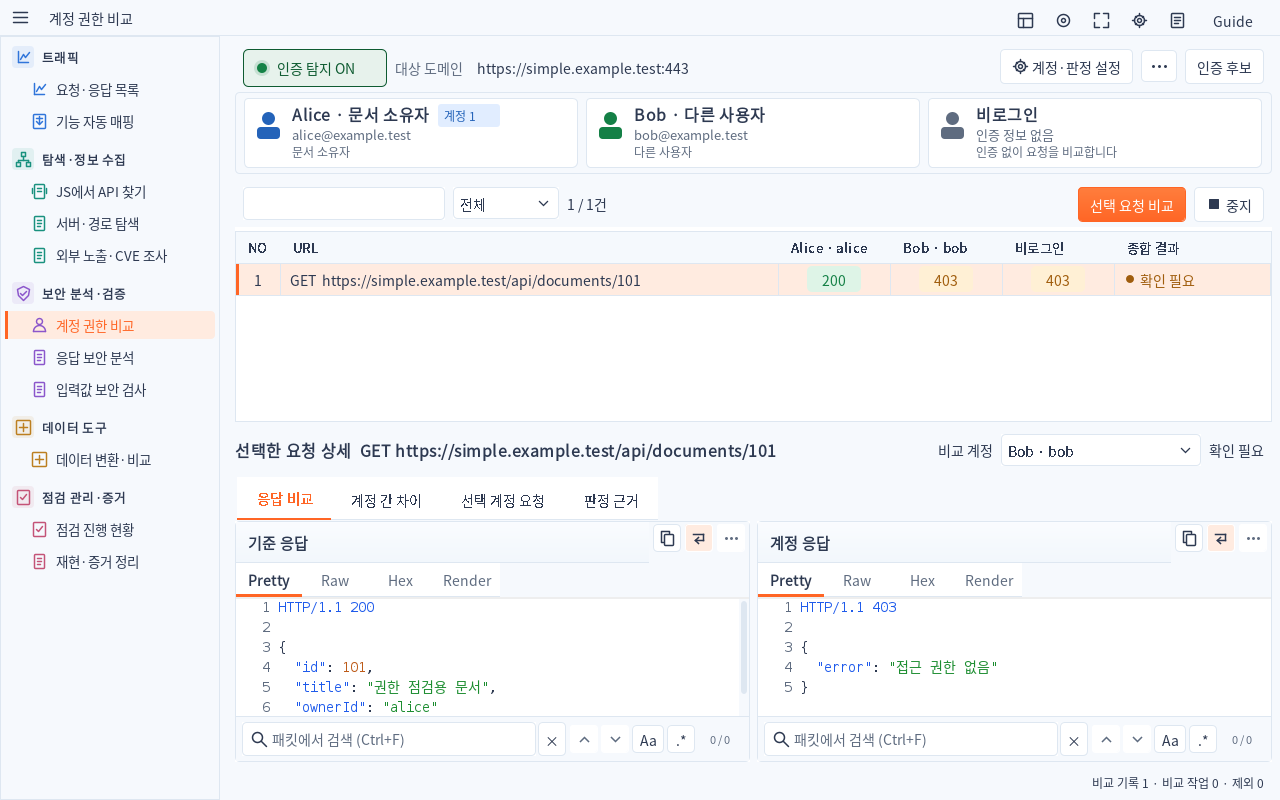 계정 권한 비교
Guide
트래픽
요청·응답 목록
기능 자동 매핑
탐색·정보 수집
JS에서 API 찾기
서버·경로 탐색
외부 노출·CVE 조사
보안 분석·검증
계정 권한 비교
응답 보안 분석
입력값 보안 검사
데이터 도구
데이터 변환·비교
점검 관리·증거
점검 진행 현황
재현·증거 정리
인증 탐지 ON 대상 도메인 https://simple.example.test:443
계정·판정 설정 ··· 인증 후보
Alice · 문서 소유자 계정 1
alice@example.test
문서 소유자
Bob · 다른 사용자
bob@example.test
다른 사용자
비로그인
인증 정보 없음
인증 없이 요청을 비교합니다
전체 1 / 1건
선택 요청 비교 중지
NO URL Alice · alice Bob · bob 비로그인 종합 결과
1 GET https://simple.example.test/api/documents/101 200 403 403 확인 필요
선택한 요청 상세 GET https://simple.example.test/api/documents/101
비교 계정 Bob · bob 확인 필요
응답 비교 계정 간 차이 선택 계정 요청 판정 근거
기준 응답
Pretty Raw Hex Render
1 HTTP/1.1 200
2
3 {
4 "id": 101,
5 "title": "권한 점검용 문서",
6 "ownerId": "alice"
패킷에서 검색 (Ctrl+F) Aa .* 0/0
계정 응답
Pretty Raw Hex Render
1 HTTP/1.1 403
2
3 {
4 "error": "접근 권한 없음"
5 }
패킷에서 검색 (Ctrl+F) Aa .* 0/0
비교 기록 1 · 비교 작업 0 · 제외 0